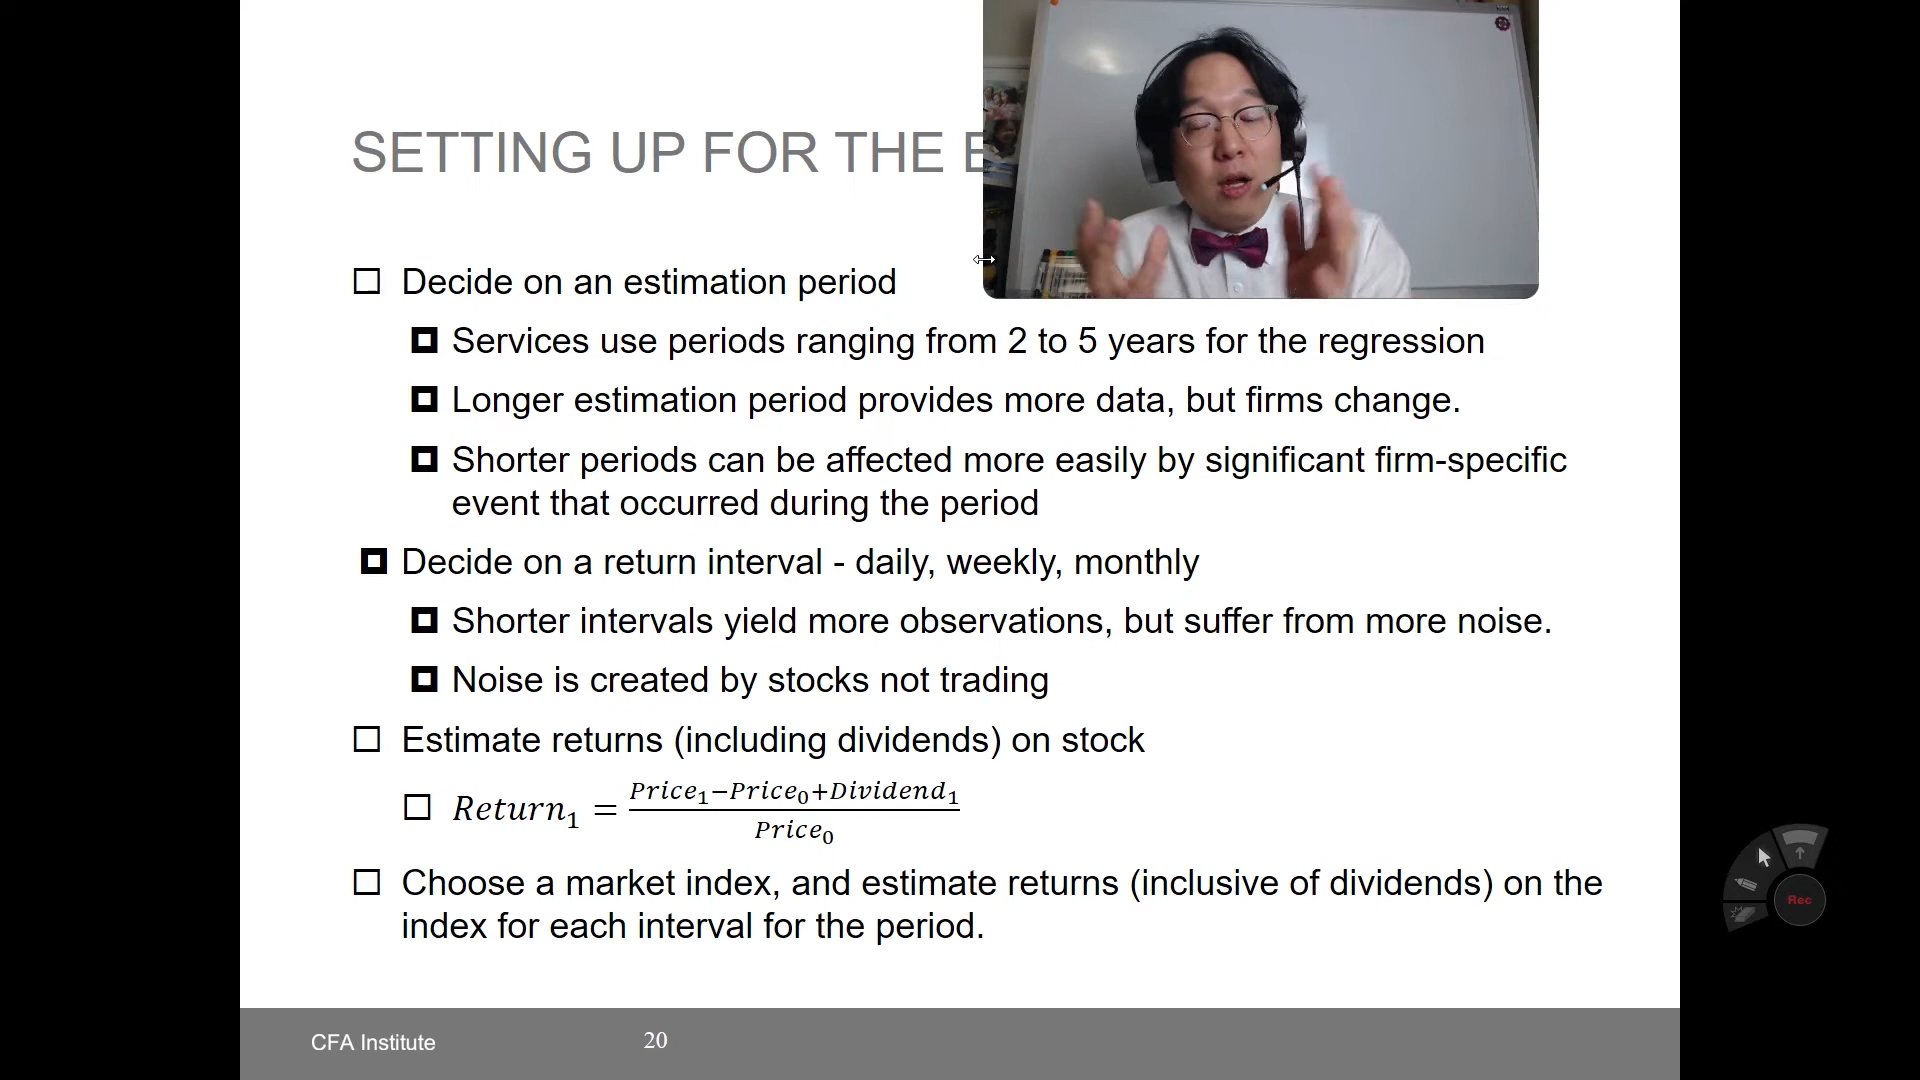 SETTING UP FOR THE
Decide on an estimation period
Services use periods ranging from 2 to 5 years for the regression
Longer estimation period provides more data, but firms change.
Shorter periods can be affected more easily by significant firm-specific
event that occurred during the period
Decide on a return interval - daily, weekly, monthly
Shorter intervals yield more observations, but suffer from more noise.
Noise is created by stocks not trading
Estimate returns (including dividends) on stock
Return₁ = (Price₁−Price₀+Dividend₁)/Price₀
Choose a market index, and estimate returns (inclusive of dividends) on the
index for each interval for the period.
Rec
CFA Institute
20